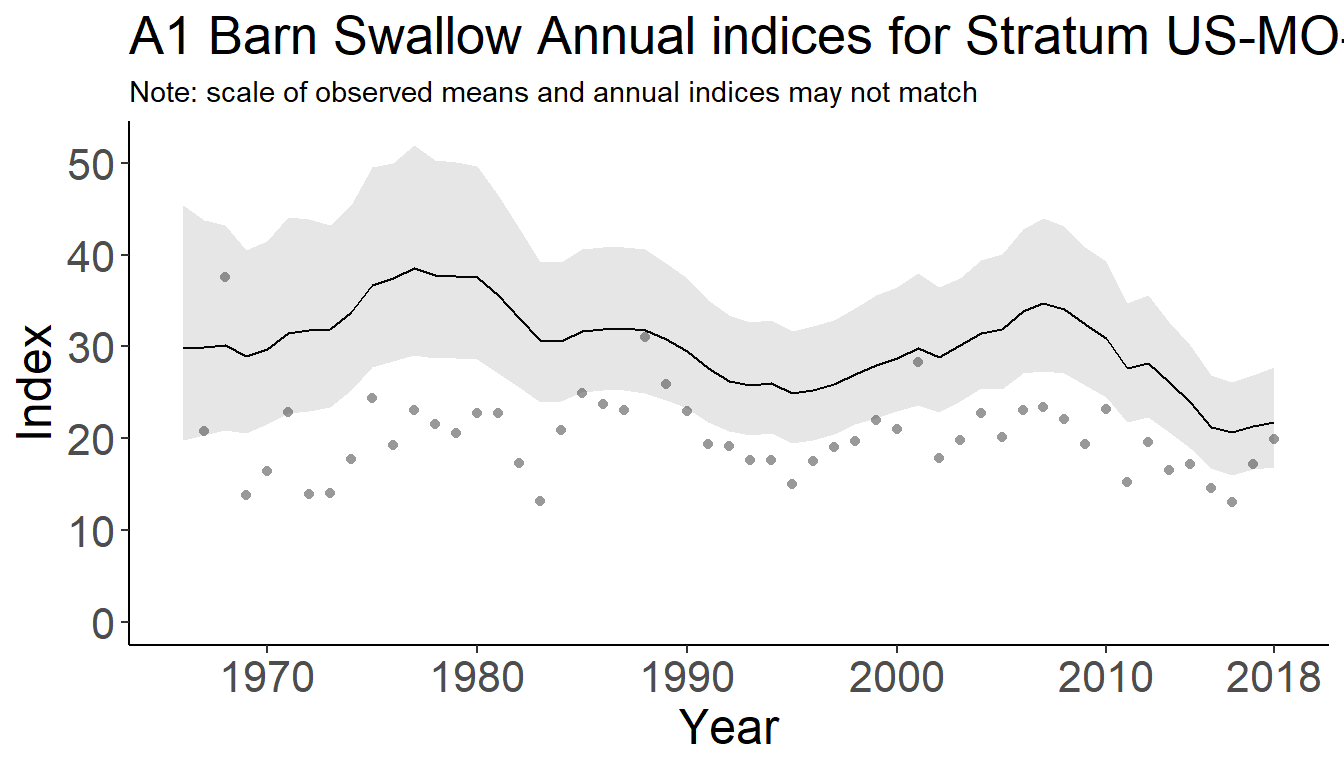 A1 Barn Swallow Annual indices for Stratum US-MO-
Note: scale of observed means and annual indices may not match
50
40
30
20
10
0
Index
1970 1980 1990 2000 2010 2018
Year